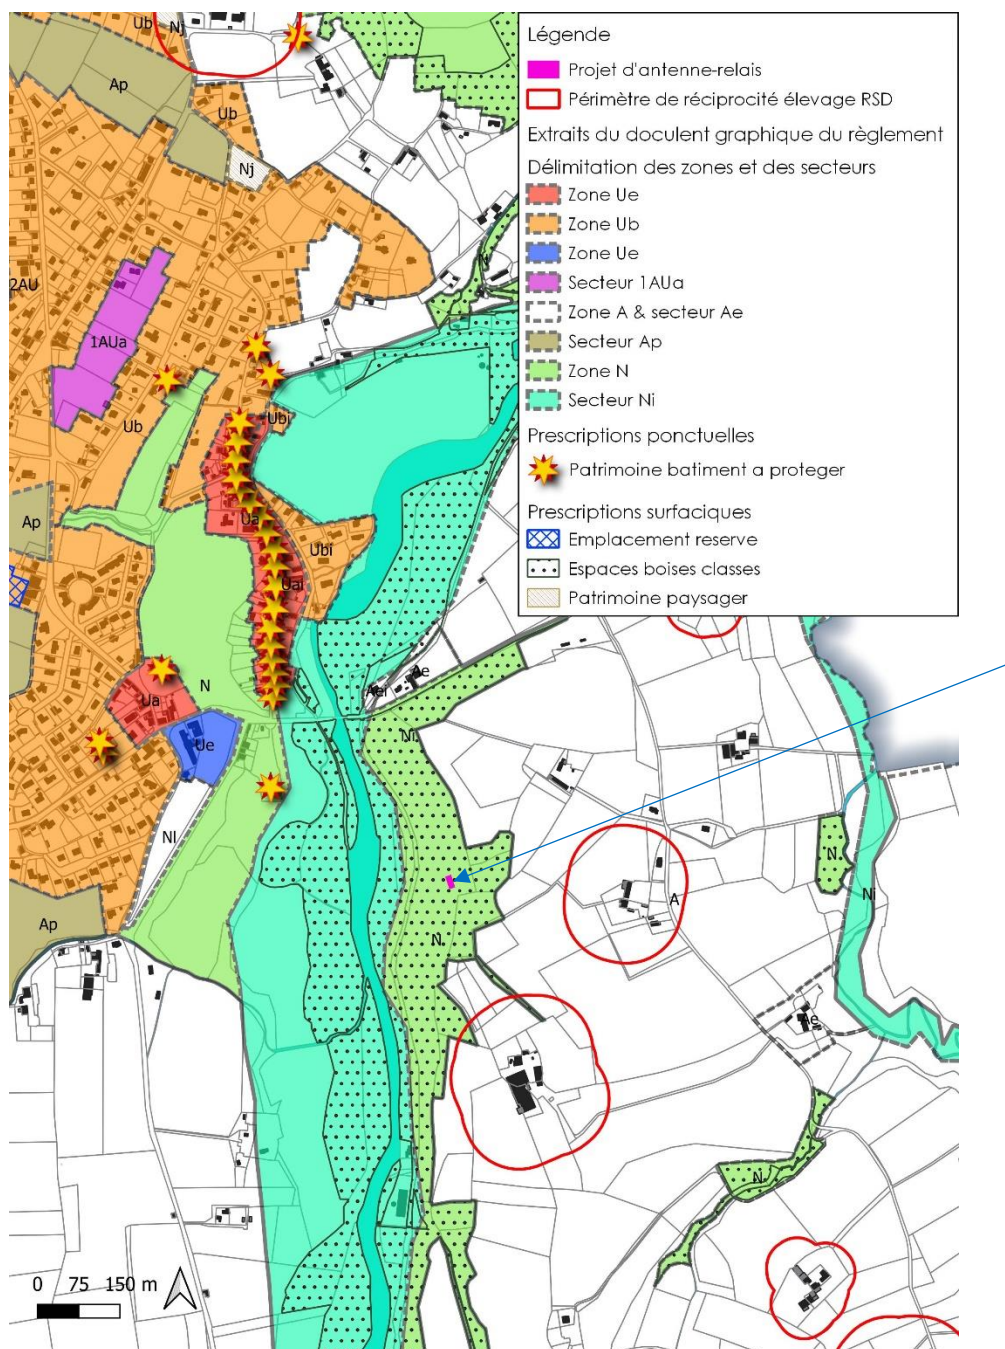 Légende
Projet d'antenne-relais
Périmètre de réciprocité élevage RSD
Extraits du doculent graphique du règlement
Délimitation des zones et des secteurs
Zone Ue
Zone Ub
Zone Ue
Secteur 1AUa
Zone A & secteur Ae
Secteur Ap
Zone N
Secteur Ni
Prescriptions ponctuelles
Patrimoine batiment a proteger
Prescriptions surfaciques
Emplacement reserve
Espaces boises classes
Patrimoine paysager
Ub
Nj
Ap
Ub
Nj
N
2AU
1AUa
Ub
Ubi
Ap
Ua
Ubi
Uai
N
Ae
Aei
Ua
Ni
Ue
Nl
N
A
Ni
N
Ap
Ae
N
0 75 150 m